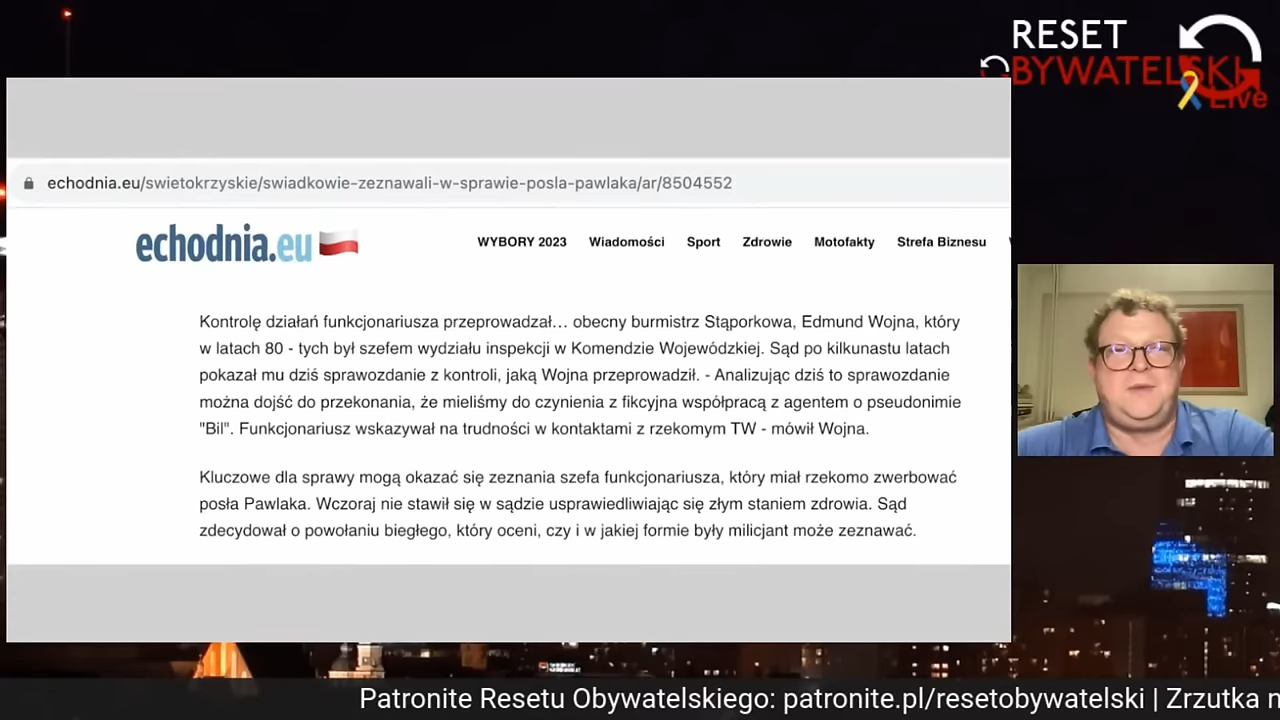 RESET
OBYWATELSKI
Live
echodnia.eu/swietokrzyskie/swiadkowie-zeznawali-w-sprawie-posla-pawlaka/ar/8504552
echodnia.eu
WYBORY 2023 Wiadomości Sport Zdrowie Motofakty Strefa Biznesu
Kontrolę działań funkcjonariusza przeprowadzał... obecny burmistrz Stąporkowa, Edmund Wojna, który
w latach 80 - tych był szefem wydziału inspekcji w Komendzie Wojewódzkiej. Sąd po kilkunastu latach
pokazał mu dziś sprawozdanie z kontroli, jaką Wojna przeprowadził. - Analizując dziś to sprawozdanie
można dojść do przekonania, że mieliśmy do czynienia z fikcyjna współpracą z agentem o pseudonimie
"Bil". Funkcjonariusz wskazywał na trudności w kontaktami z rzekomym TW - mówił Wojna.
Kluczowe dla sprawy mogą okazać się zeznania szefa funkcjonariusza, który miał rzekomo zwerbować
posła Pawlaka. Wczoraj nie stawił się w sądzie usprawiedliwiając się złym staniem zdrowia. Sąd
zdecydował o powołaniu biegłego, który oceni, czy i w jakiej formie były milicjant może zeznawać.
Patronite Resetu Obywatelskiego: patronite.pl/resetobywatelski | Zrzutka n